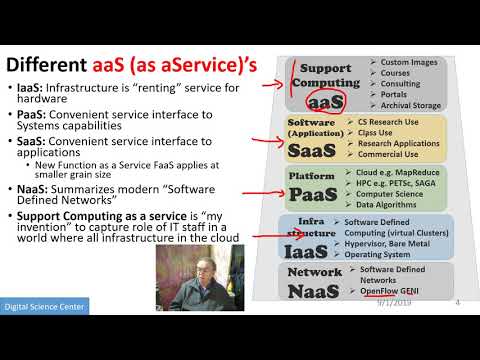 Different aaS (as aService)'s
• IaaS: Infrastructure is "renting" service for
hardware
• PaaS: Convenient service interface to
Systems capabilities
• SaaS: Convenient service interface to
applications
• New Function as a Service FaaS applies at
smaller grain size
• NaaS: Summarizes modern "Software
Defined Networks"
• Support Computing as a service is "my
invention" to capture role of IT staff in a
world where all infrastructure in the cloud
Digital Science Center
Support
Computing
aaS
➢ Custom Images
➢ Courses
➢ Consulting
➢ Portals
➢ Archival Storage
Software
(Application)
SaaS
➢ CS Research Use
➢ Class Use
➢ Research Applications
➢ Commercial Use
Platform
PaaS
➢ Cloud e.g. MapReduce
➢ HPC e.g. PETSc, SAGA
➢ Computer Science
➢ Data Algorithms
Infra
structure
IaaS
➢ Software Defined
Computing (virtual Clusters)
➢ Hypervisor, Bare Metal
➢ Operating System
Network
NaaS
➢ Software Defined
Networks
➢ OpenFlow GENI
9/1/2019
4